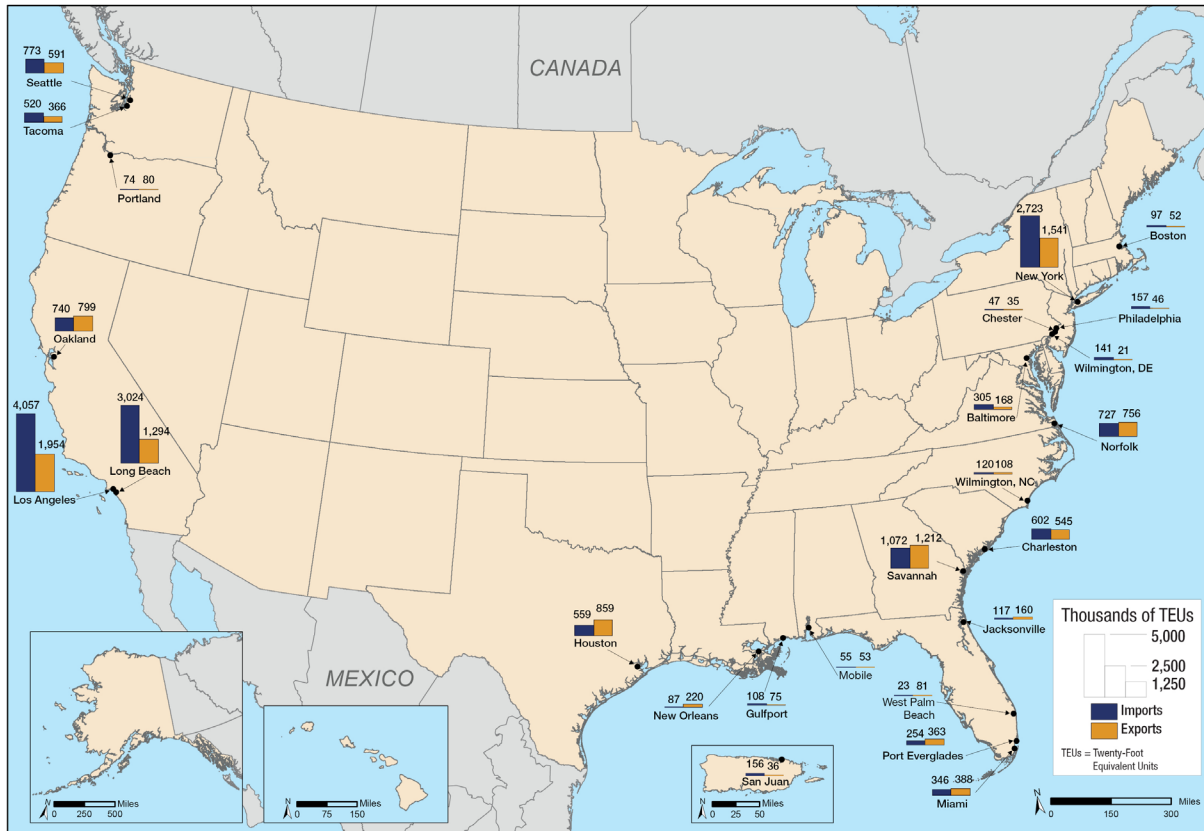 CANADA
773 591
Seattle
520 366
Tacoma
74 80
Portland
740 799
Oakland
4,057
1,954
Los Angeles
3,024
1,294
Long Beach
2,723
1,541
New York
97 52
Boston
47 35
Chester
157 46
Philadelphia
141 21
Wilmington, DE
305 168
Baltimore
727 756
Norfolk
120 108
Wilmington, NC
602 545
Charleston
1,072 1,212
Savannah
117 160
Jacksonville
559 859
Houston
87 220
New Orleans
108 75
Gulfport
55 53
Mobile
23 81
West Palm
Beach
254 363
Port Everglades
346 388
Miami
156 36
San Juan
MEXICO
Thousands of TEUs
5,000
2,500
1,250
Imports
Exports
TEUs = Twenty-Foot
Equivalent Units
N
Miles
0 250 500
N
Miles
0 75 150
N
Miles
0 25 50
N
Miles
0 150 300